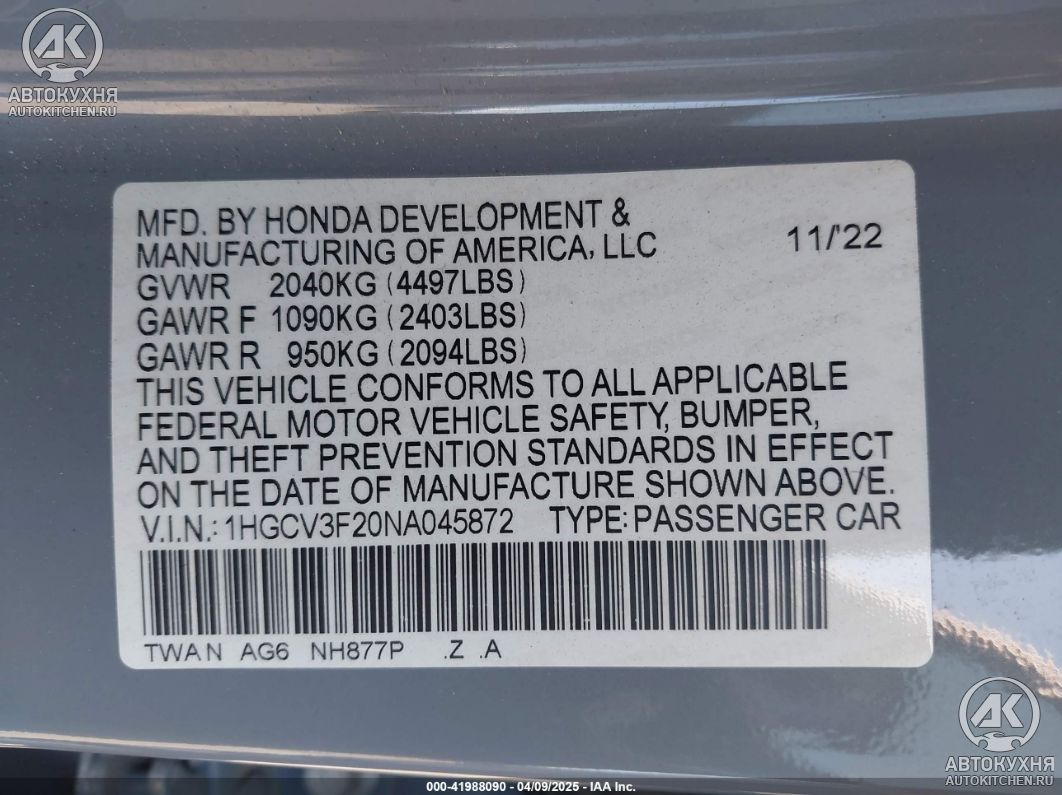 AK
АВТОКУХНЯ
AUTOKITCHEN.RU
MFD. BY HONDA DEVELOPMENT &
MANUFACTURING OF AMERICA, LLC 11/'22
GVWR 2040KG (4497LBS)
GAWR F 1090KG (2403LBS)
GAWR R 950KG (2094LBS)
THIS VEHICLE CONFORMS TO ALL APPLICABLE
FEDERAL MOTOR VEHICLE SAFETY, BUMPER,
AND THEFT PREVENTION STANDARDS IN EFFECT
ON THE DATE OF MANUFACTURE SHOWN ABOVE.
V.I.N.: 1HGCV3F20NA045872 TYPE: PASSENGER CAR
TWAN AG6 NH877P .Z .A
AK
АВТОКУХНЯ
AUTOKITCHEN.RU
000-41988090 - 04/09/2025 - IAA Inc.